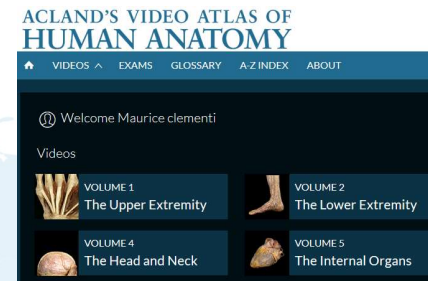 ACLAND'S VIDEO ATLAS OF
HUMAN ANATOMY
VIDEOS EXAMS GLOSSARY A-Z INDEX ABOUT
Welcome Maurice clementi
Videos
VOLUME 1
The Upper Extremity
VOLUME 2
The Lower Extremity
VOLUME 4
The Head and Neck
VOLUME 5
The Internal Organs